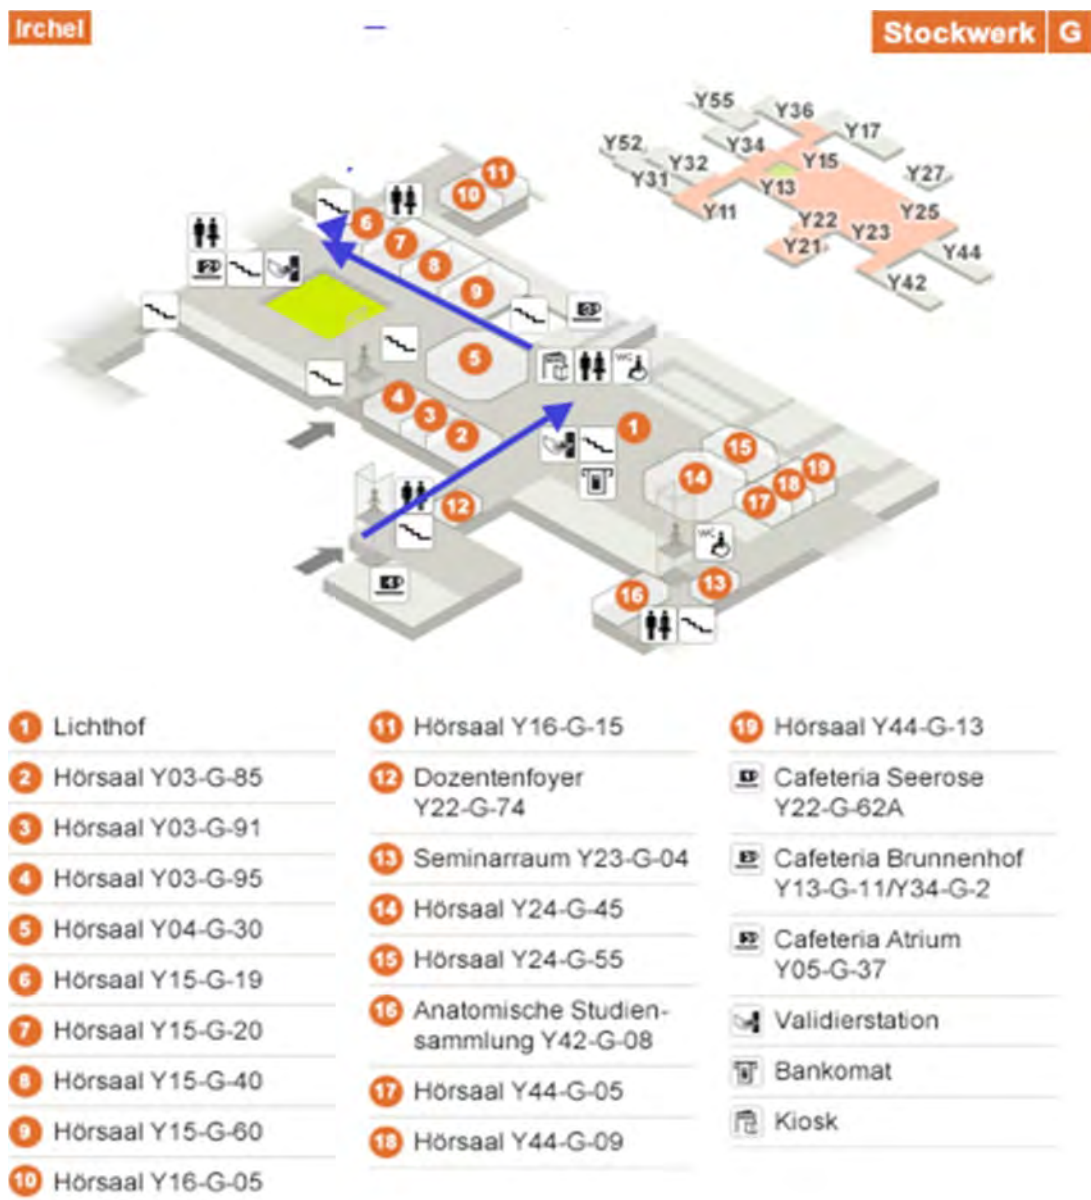 Irchel
Stockwerk G
Y55
Y36
Y17
Y52
Y34
Y15
Y32
Y27
Y31
Y13
Y11
Y22
Y25
Y21
Y23
Y44
Y42
11
10
6
7
8
9
5
4
3
2
1
WC
15
14
19
18
17
12
WC
16
13
1 Lichthof
2 Hörsaal Y03-G-85
3 Hörsaal Y03-G-91
4 Hörsaal Y03-G-95
5 Hörsaal Y04-G-30
6 Hörsaal Y15-G-19
7 Hörsaal Y15-G-20
8 Hörsaal Y15-G-40
9 Hörsaal Y15-G-60
10 Hörsaal Y16-G-05
11 Hörsaal Y16-G-15
12 Dozentenfoyer
Y22-G-74
13 Seminarraum Y23-G-04
14 Hörsaal Y24-G-45
15 Hörsaal Y24-G-55
16 Anatomische Studien-
sammlung Y42-G-08
17 Hörsaal Y44-G-05
18 Hörsaal Y44-G-09
19 Hörsaal Y44-G-13
Cafeteria Seerose
Y22-G-62A
Cafeteria Brunnenhof
Y13-G-11/Y34-G-2
Cafeteria Atrium
Y05-G-37
Validierstation
Bankomat
Kiosk